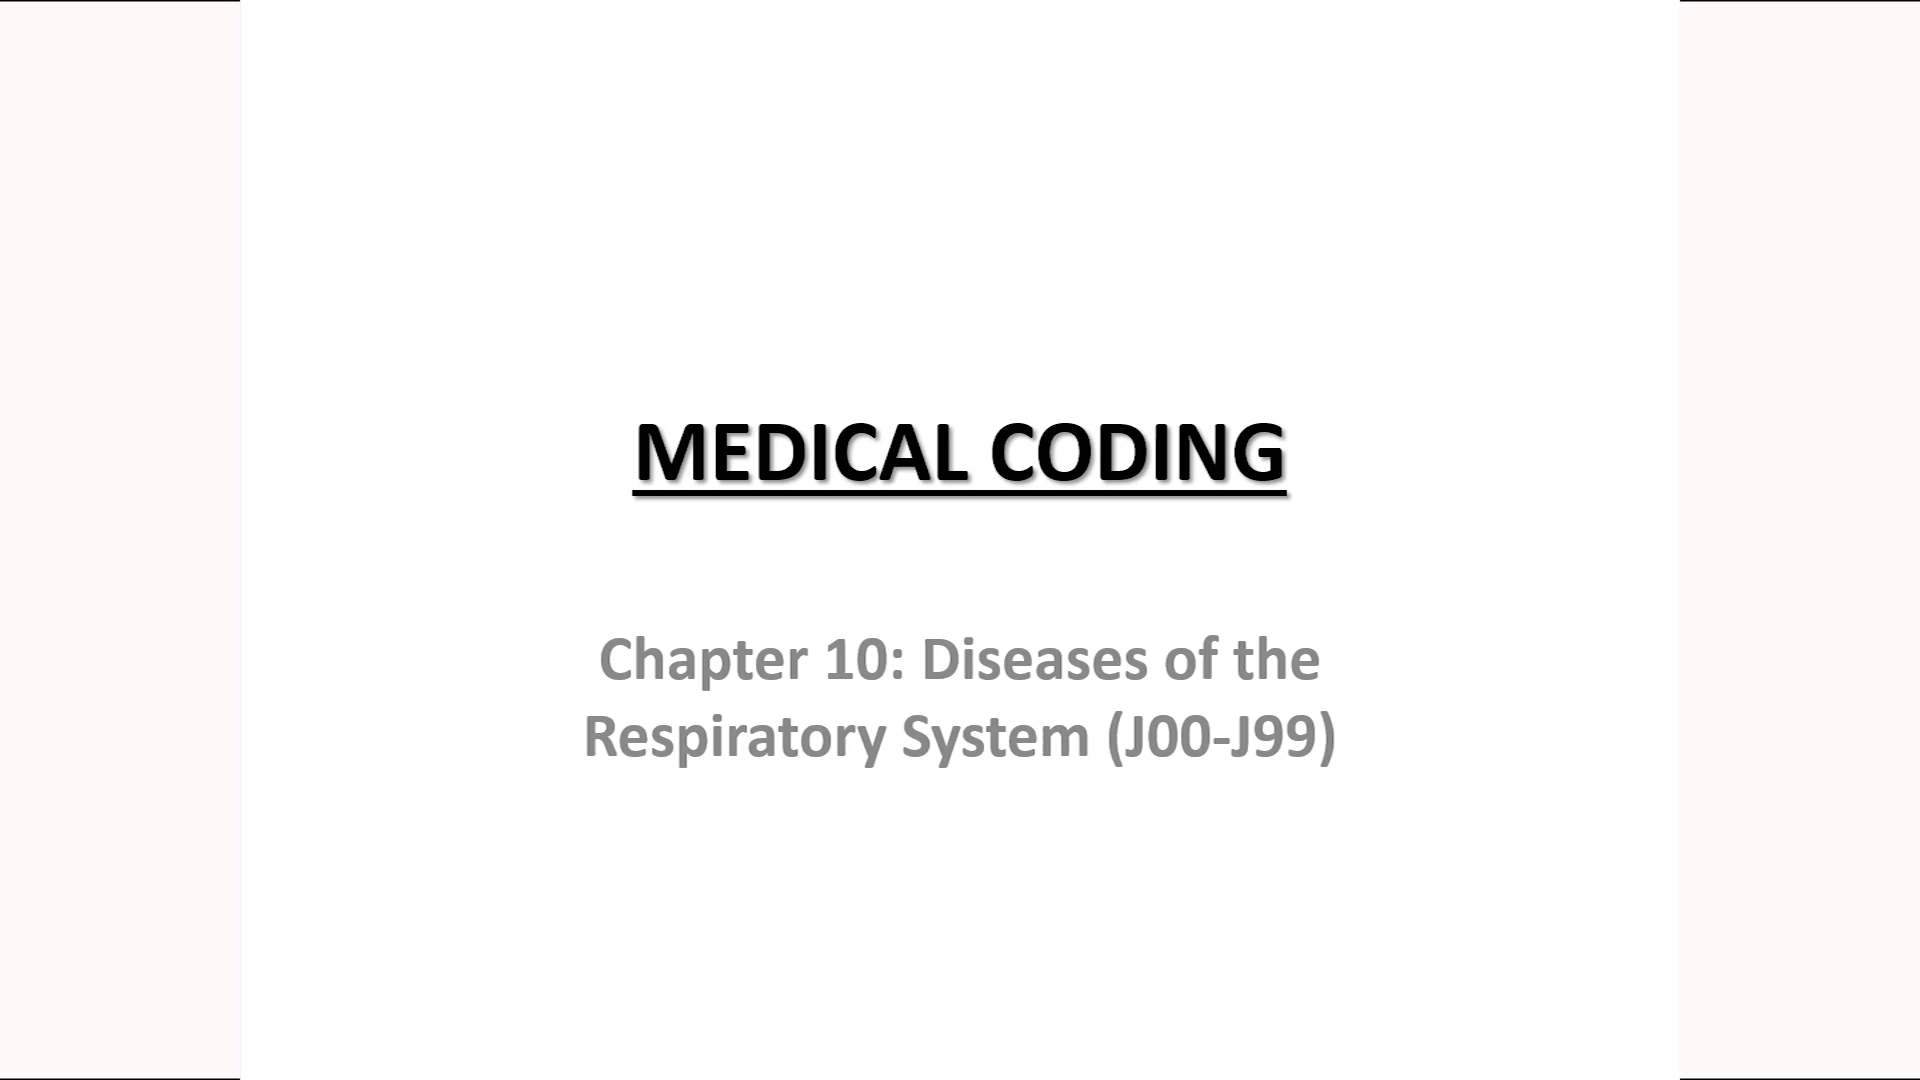 MEDICAL CODING
Chapter 10: Diseases of the
Respiratory System (J00-J99)